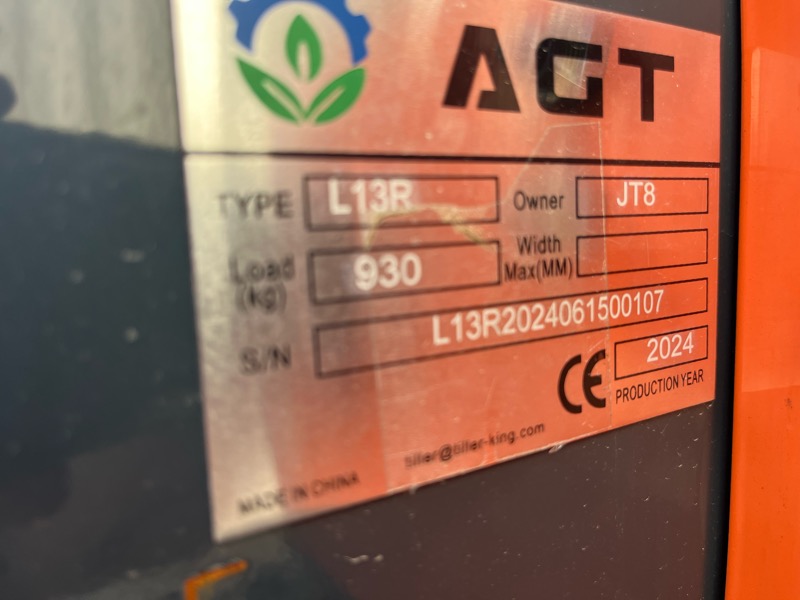 AGT
TYPE L13R Owner JT8
Load (kg) 930 Width Max(MM)
S/N L13R2024061500107
CE 2024
PRODUCTION YEAR
tiller@tiller-king.com
MADE IN CHINA